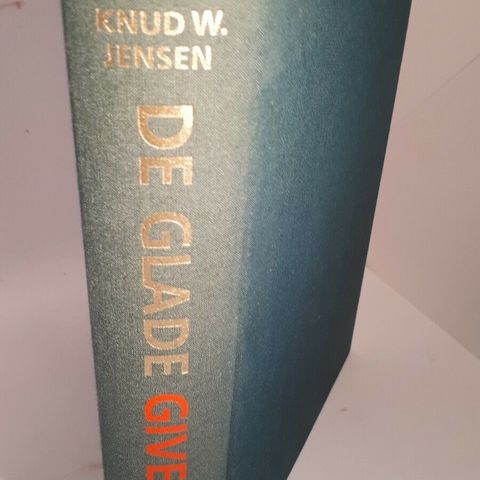 KNUD W.
JENSEN
DE GLADE GIVE